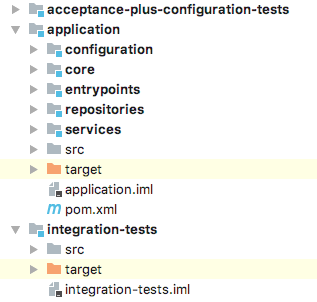 acceptance-plus-configuration-tests
application
configuration
core
entrypoints
repositories
services
src
target
application.iml
pom.xml
integration-tests
src
target
integration-tests.iml